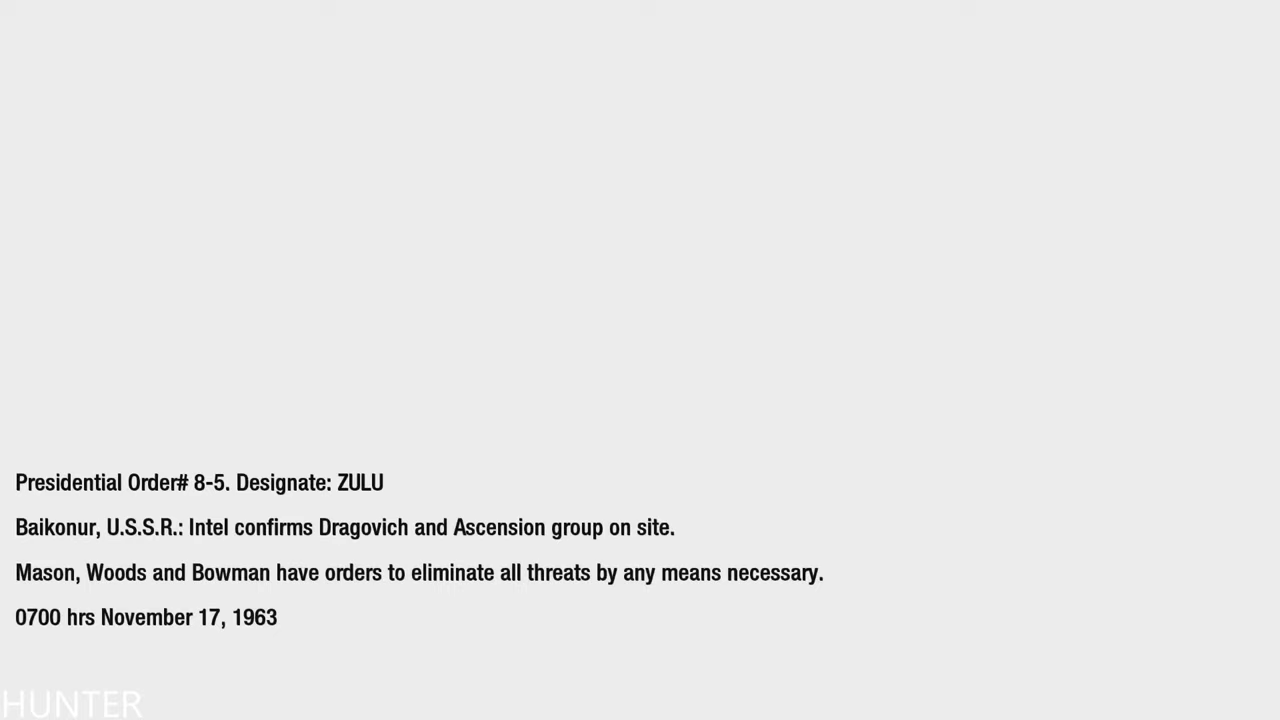 Presidential Order# 8-5. Designate: ZULU
Baikonur, U.S.S.R.: Intel confirms Dragovich and Ascension group on site.
Mason, Woods and Bowman have orders to eliminate all threats by any means necessary.
0700 hrs November 17, 1963
HUNTER